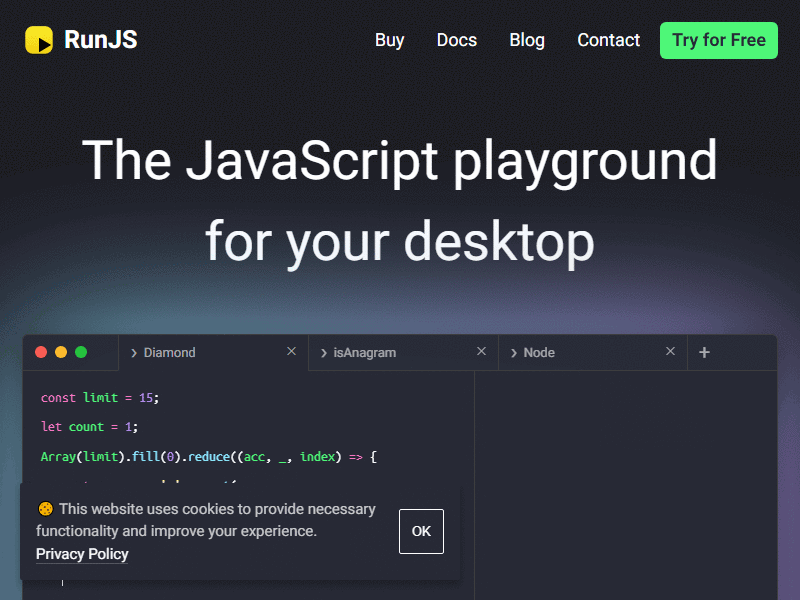 RunJS
Buy Docs Blog Contact Try for Free
The JavaScript playground
for your desktop
Diamond isAnagram Node +
const limit = 15;
let count = 1;
Array(limit).fill(0).reduce((acc, _, index) => {
🍪 This website uses cookies to provide necessary
functionality and improve your experience.
Privacy Policy
OK